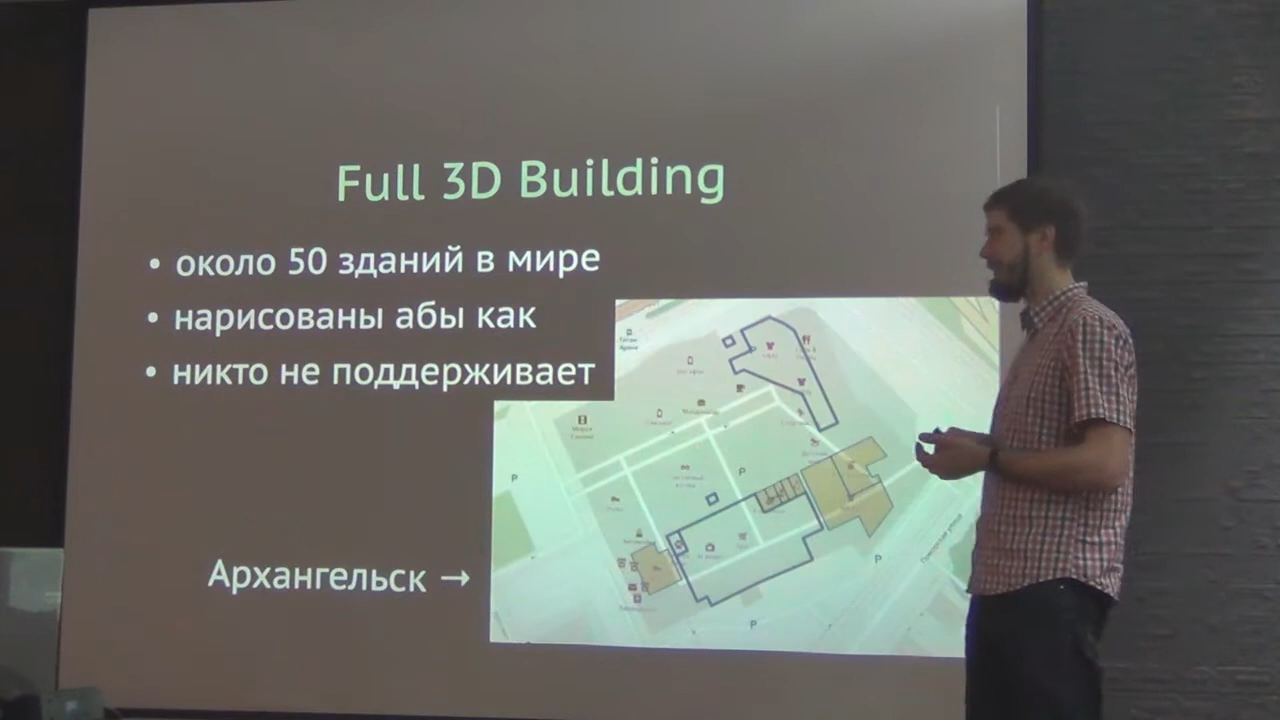 Full 3D Building
• около 50 зданий в мире
• нарисованы абы как
• никто не поддерживает
Архангельск →
P
P
P
P